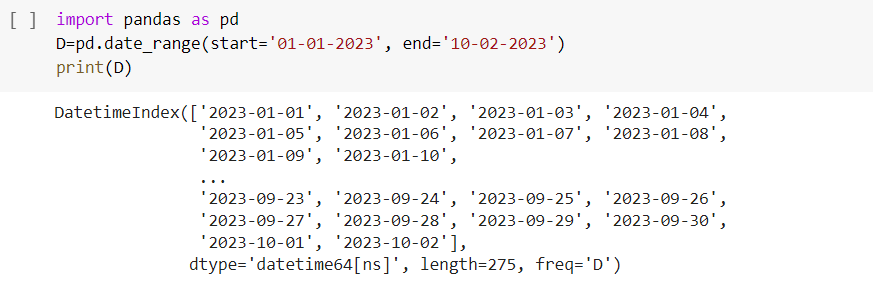 [ ] import pandas as pd
D=pd.date_range(start='01-01-2023', end='10-02-2023')
print(D)
DatetimeIndex(['2023-01-01', '2023-01-02', '2023-01-03', '2023-01-04',
'2023-01-05', '2023-01-06', '2023-01-07', '2023-01-08',
'2023-01-09', '2023-01-10',
...
'2023-09-23', '2023-09-24', '2023-09-25', '2023-09-26',
'2023-09-27', '2023-09-28', '2023-09-29', '2023-09-30',
'2023-10-01', '2023-10-02'],
dtype='datetime64[ns]', length=275, freq='D')